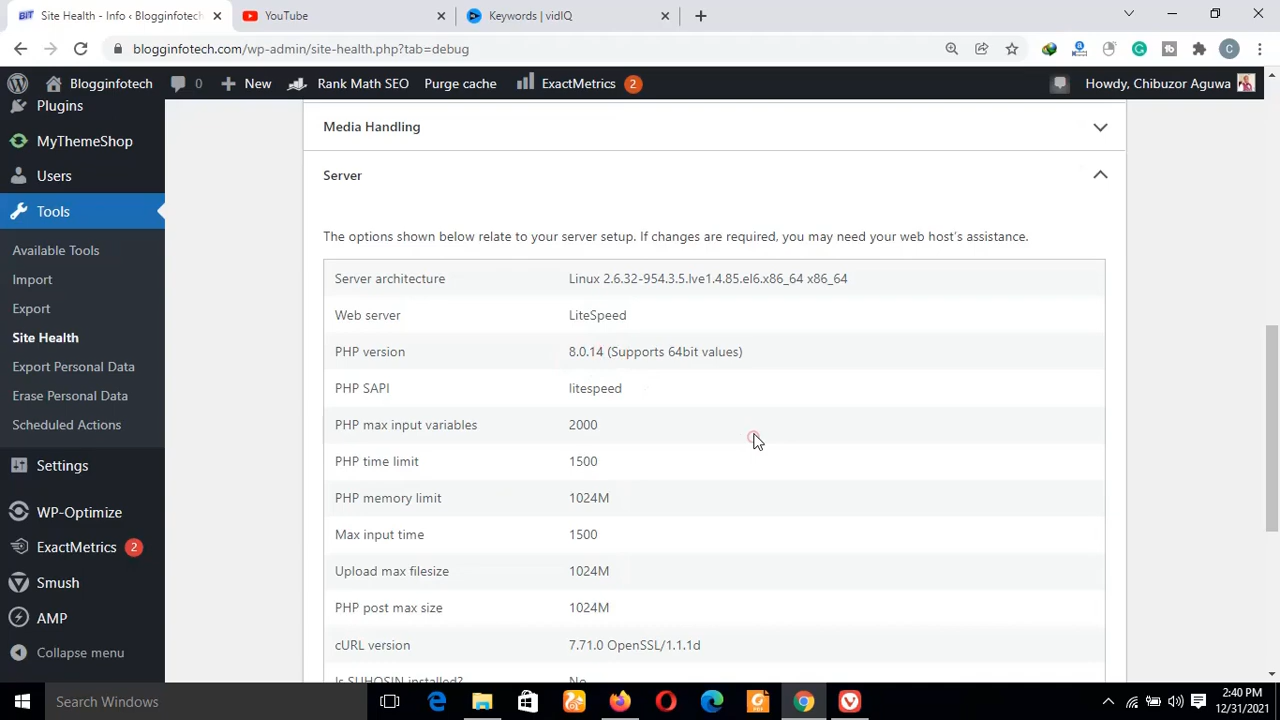 Site Health - Info ‹ Blogginfotech
YouTube
Keywords | vidIQ
blogginfotech.com/wp-admin/site-health.php?tab=debug
C
Blogginfotech
0
New
Rank Math SEO
Purge cache
ExactMetrics 2
Howdy, Chibuzor Aguwa
Plugins
MyThemeShop
Users
Tools
Available Tools
Import
Export
Site Health
Export Personal Data
Erase Personal Data
Scheduled Actions
Settings
WP-Optimize
ExactMetrics 2
Smush
AMP
Collapse menu
Media Handling
Server
The options shown below relate to your server setup. If changes are required, you may need your web host's assistance.
Server architecture Linux 2.6.32-954.3.5.lve1.4.85.el6.x86_64 x86_64
Web server LiteSpeed
PHP version 8.0.14 (Supports 64bit values)
PHP SAPI litespeed
PHP max input variables 2000
PHP time limit 1500
PHP memory limit 1024M
Max input time 1500
Upload max filesize 1024M
PHP post max size 1024M
cURL version 7.71.0 OpenSSL/1.1.1d
Is SUHOSIN installed? No
Search Windows
2:40 PM
12/31/2021